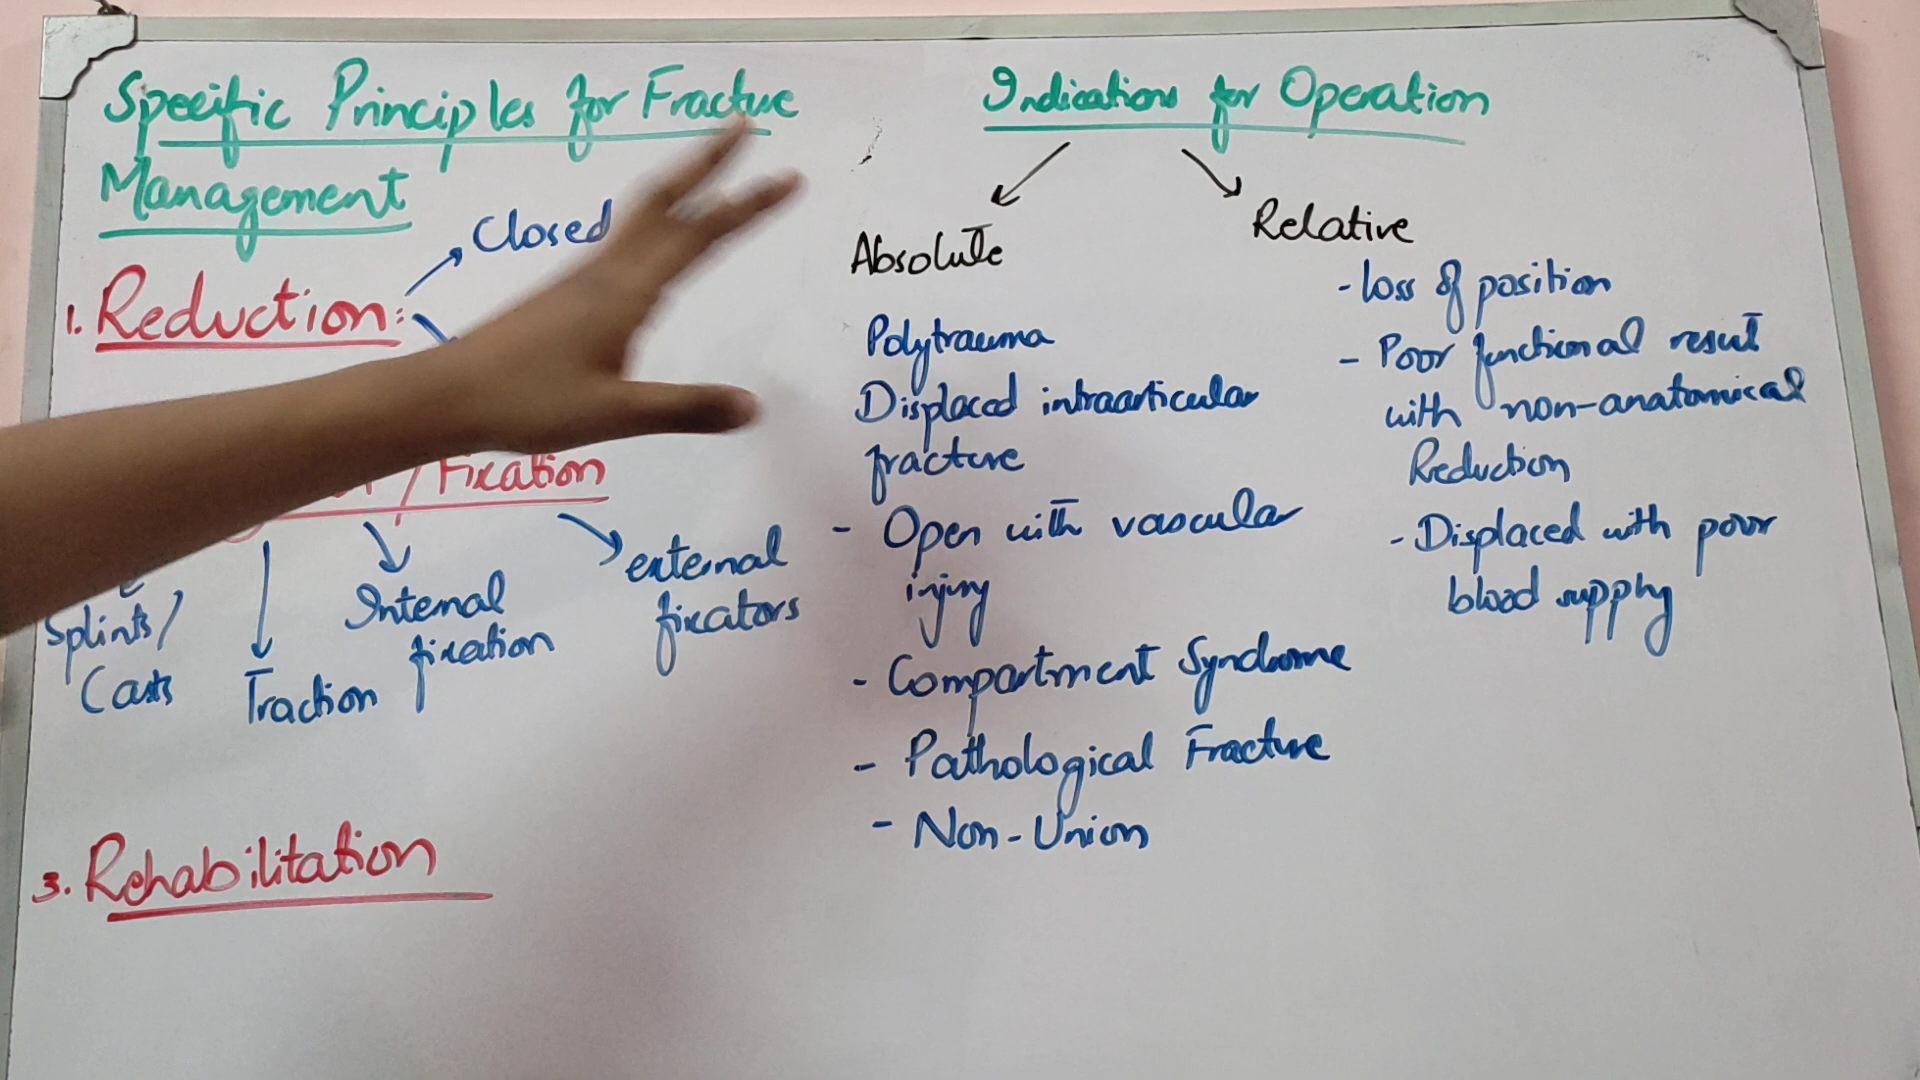 Specific Principles for Fracture
Management
Closed
1. Reduction:
/ Fixation
Splints/
Casts
Traction
Internal
fixation
external
fixators
3. Rehabilitation
Indications for Operation
Absolute
Polytrauma
Displaced intraarticular
fracture
- Open with vascular
injury
- Compartment Syndrome
- Pathological Fracture
- Non-Union
Relative
- loss of position
- Poor functional result
with non-anatomical
Reduction
- Displaced with poor
blood supply